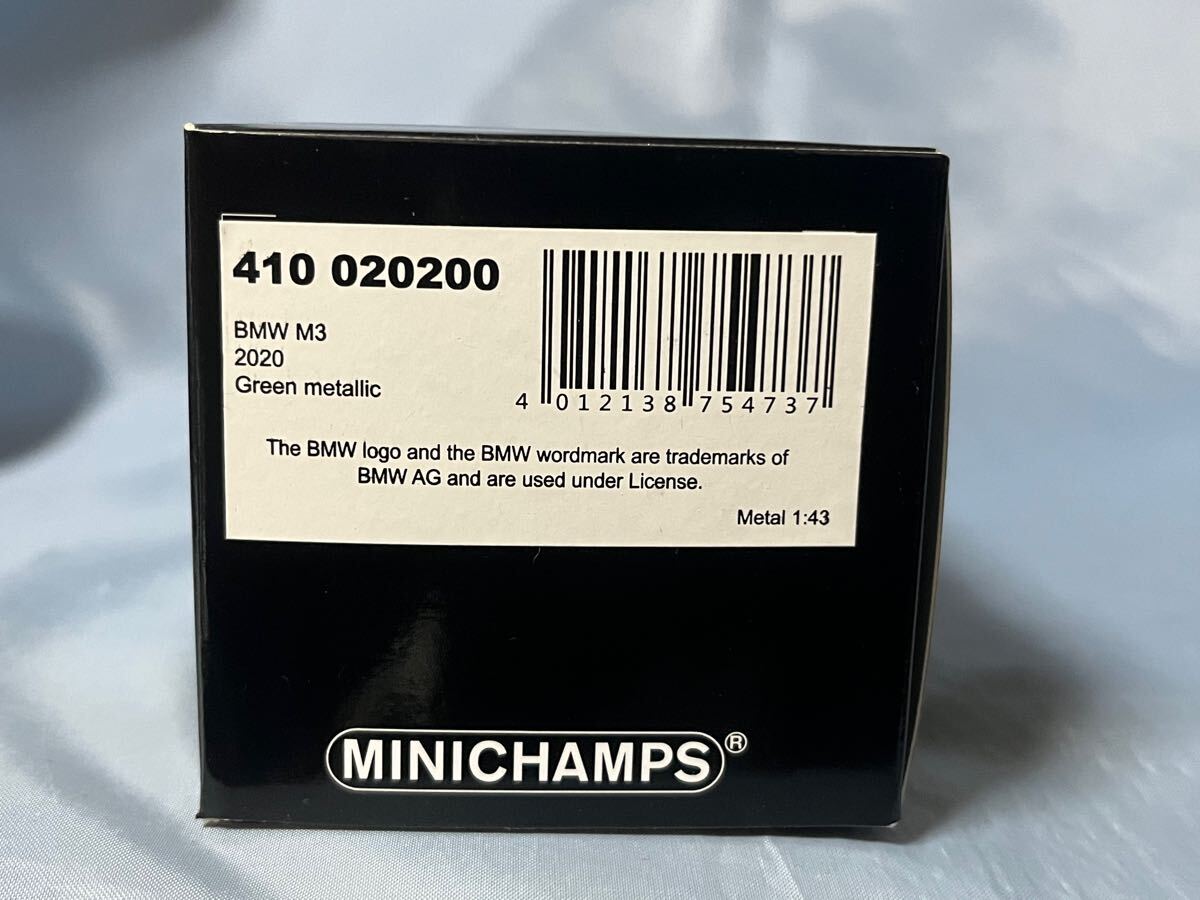 410 020200
BMW M3
2020
Green metallic
4 012138 754737
The BMW logo and the BMW wordmark are trademarks of
BMW AG and are used under License.
Metal 1:43
MINICHAMPS®